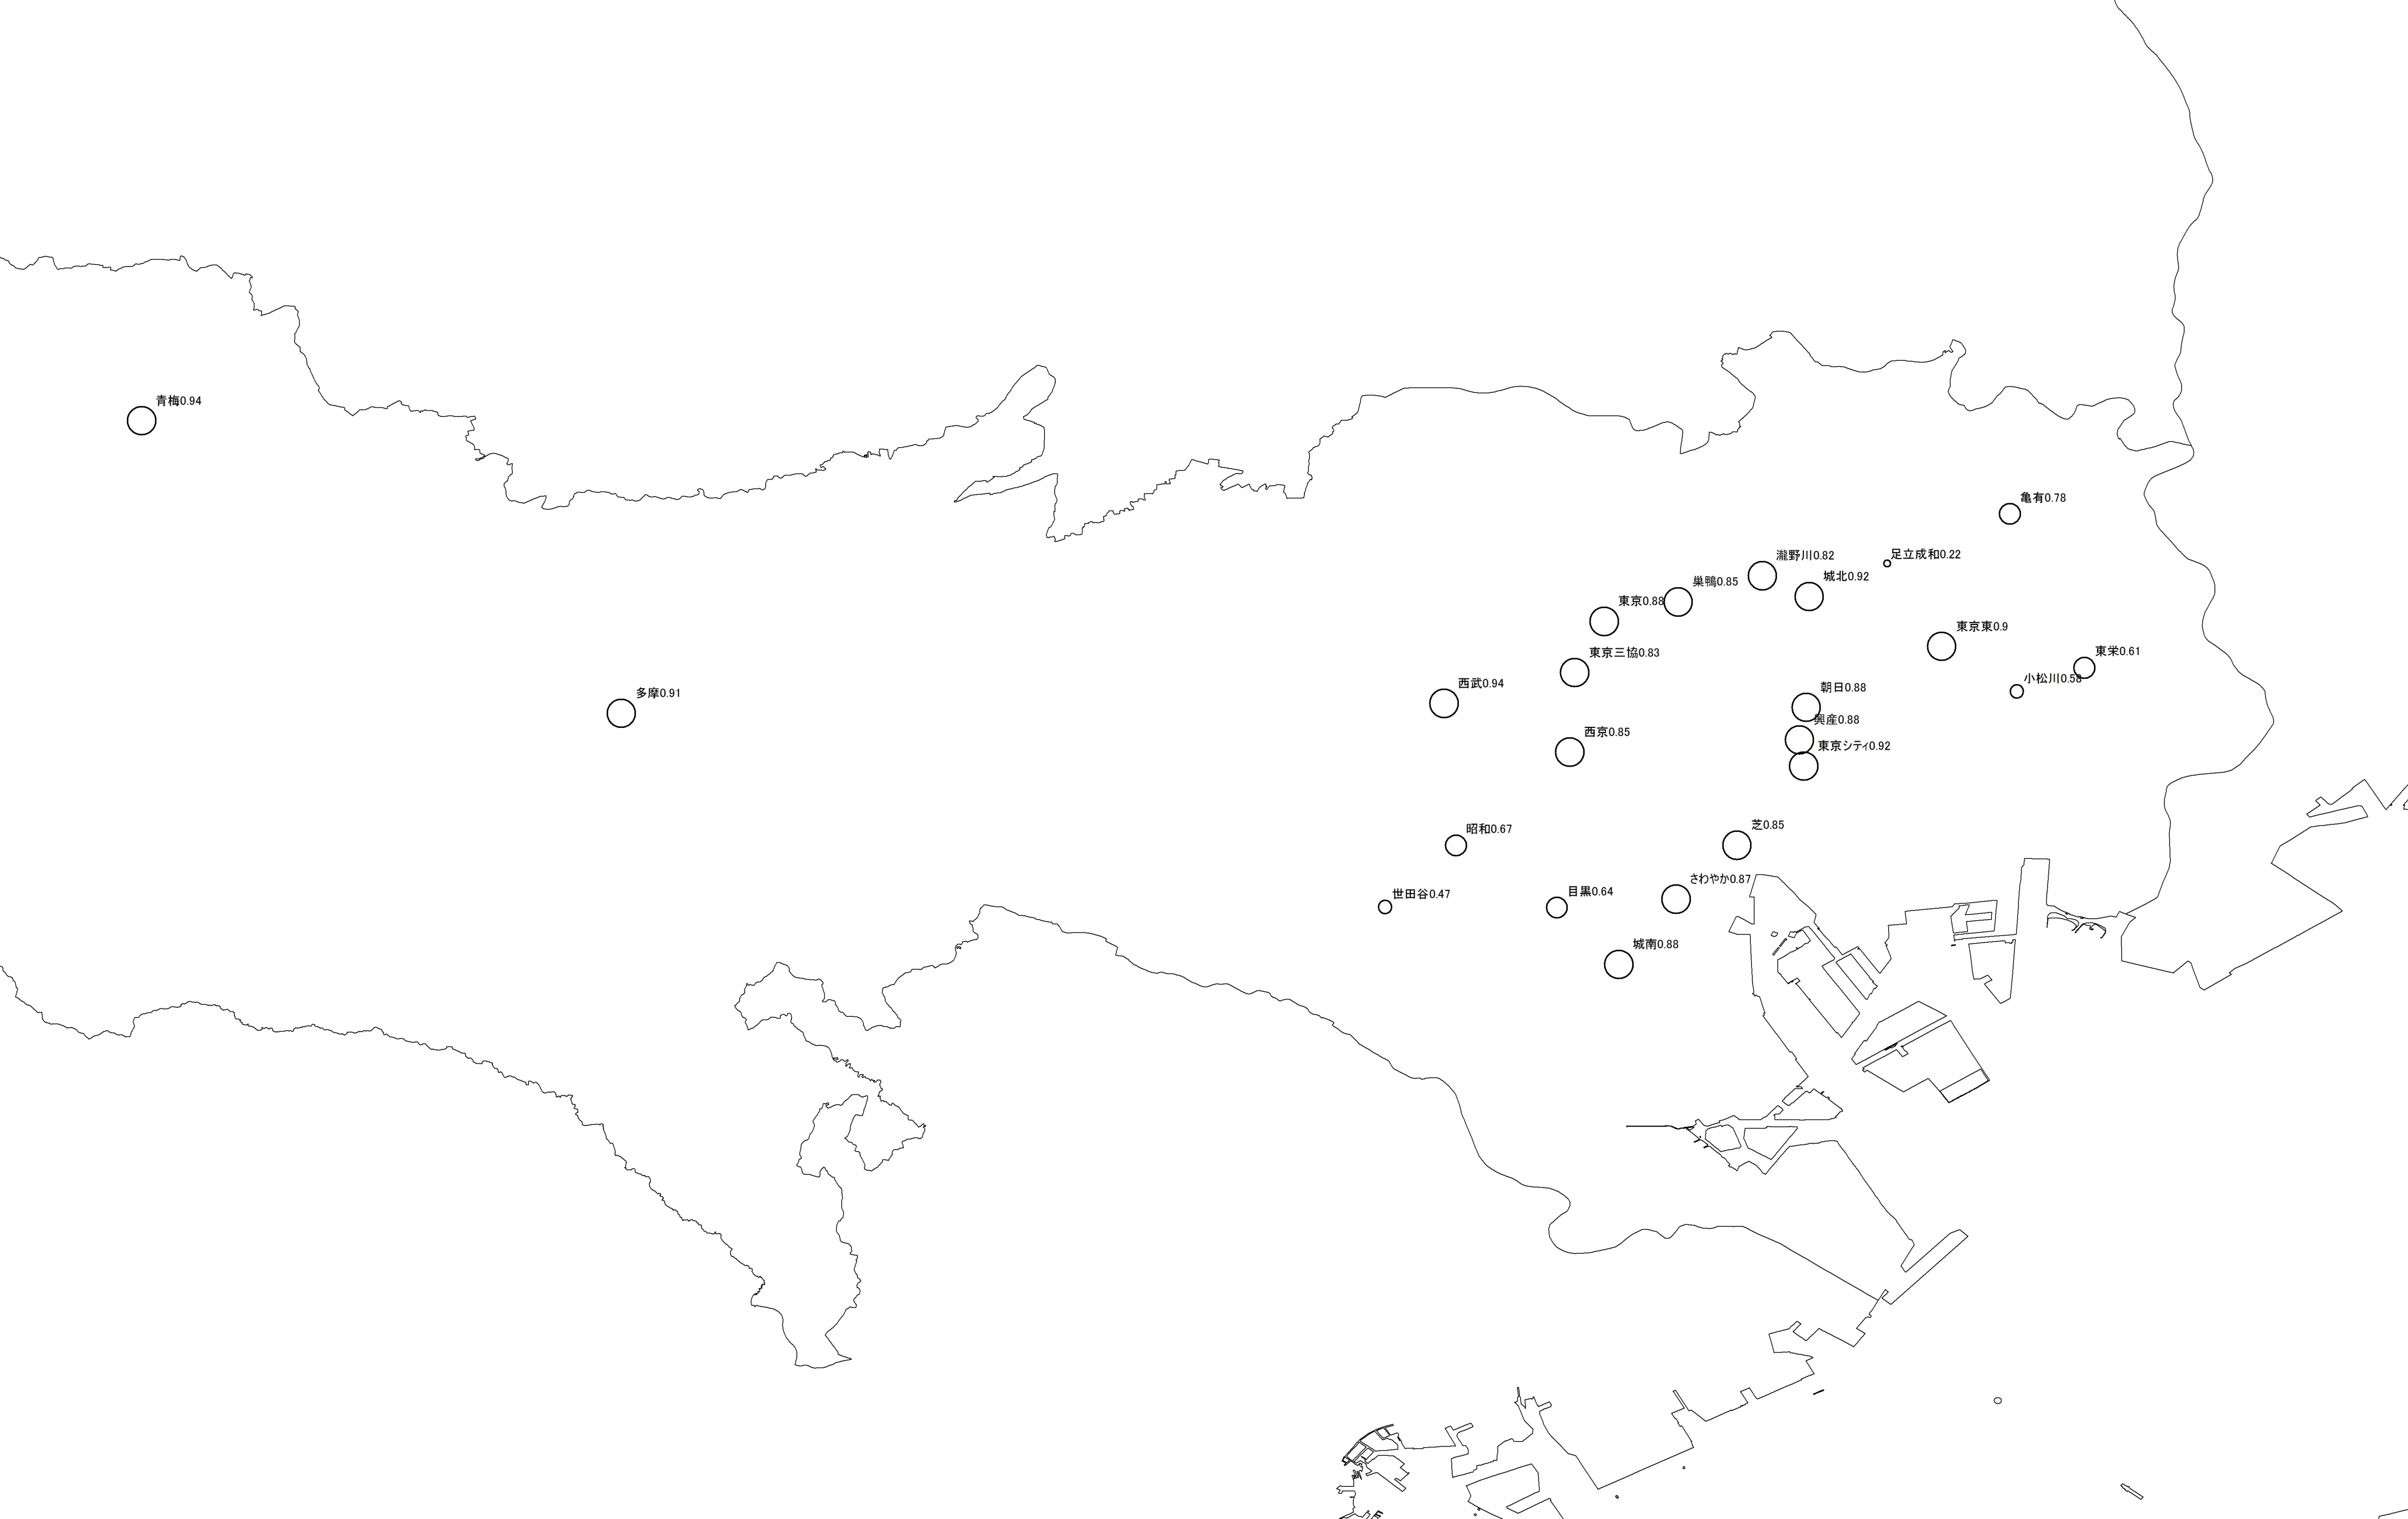 青梅0.94
亀有0.78
足立成和0.22
瀧野川0.82
城北0.92
巣鴨0.85
東京0.88
東京東0.9
東京三協0.83
東栄0.61
小松川0.58
西武0.94
朝日0.88
多摩0.91
興産0.88
西京0.85
東京シティ0.92
芝0.85
昭和0.67
さわやか0.87
目黒0.64
世田谷0.47
城南0.88